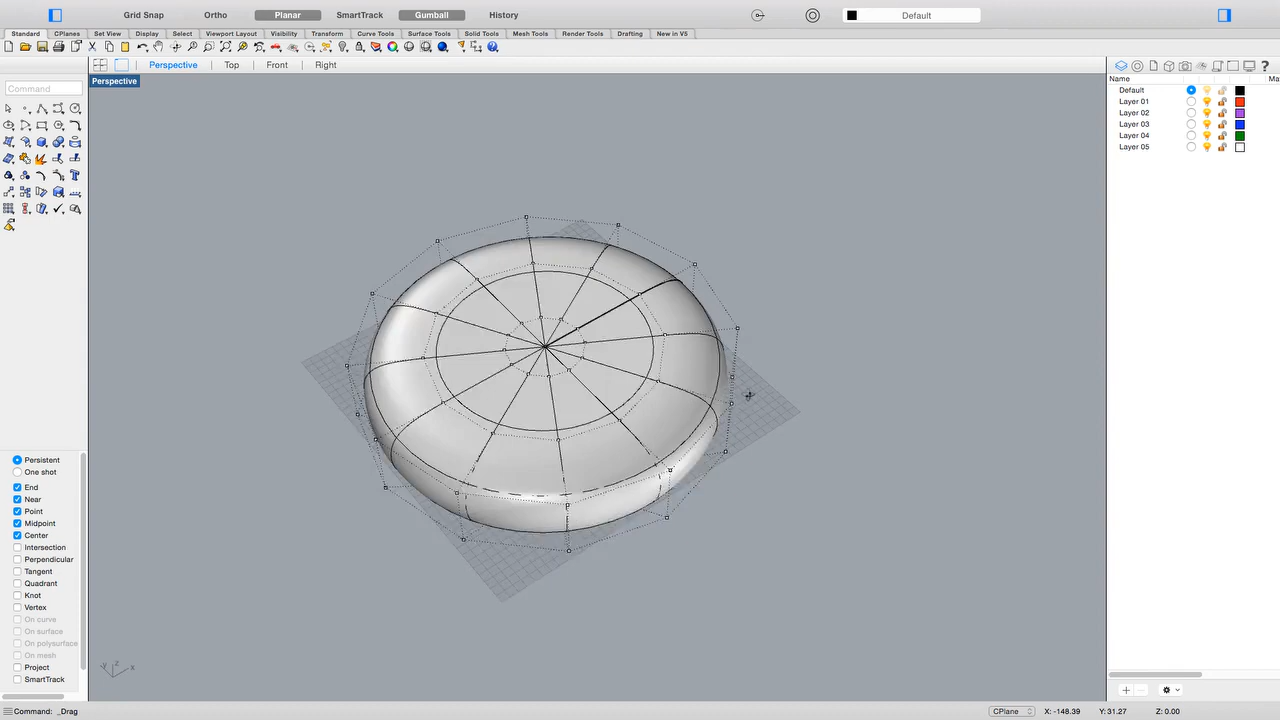 Grid Snap Ortho Planar SmartTrack Gumball History Default
Standard CPlanes Set View Display Select Viewport Layout Visibility Transform Curve Tools Surface Tools Solid Tools Mesh Tools Render Tools Drafting New in V5
Perspective Top Front Right
Perspective
Command
Name Ma
Default
Layer 01
Layer 02
Layer 03
Layer 04
Layer 05
Persistent
One shot
End
Near
Point
Midpoint
Center
Intersection
Perpendicular
Tangent
Quadrant
Knot
Vertex
On curve
On surface
On polysurface
On mesh
Project
SmartTrack
y z x
Command: _Drag CPlane X: -148.39 Y: 31.27 Z: 0.00